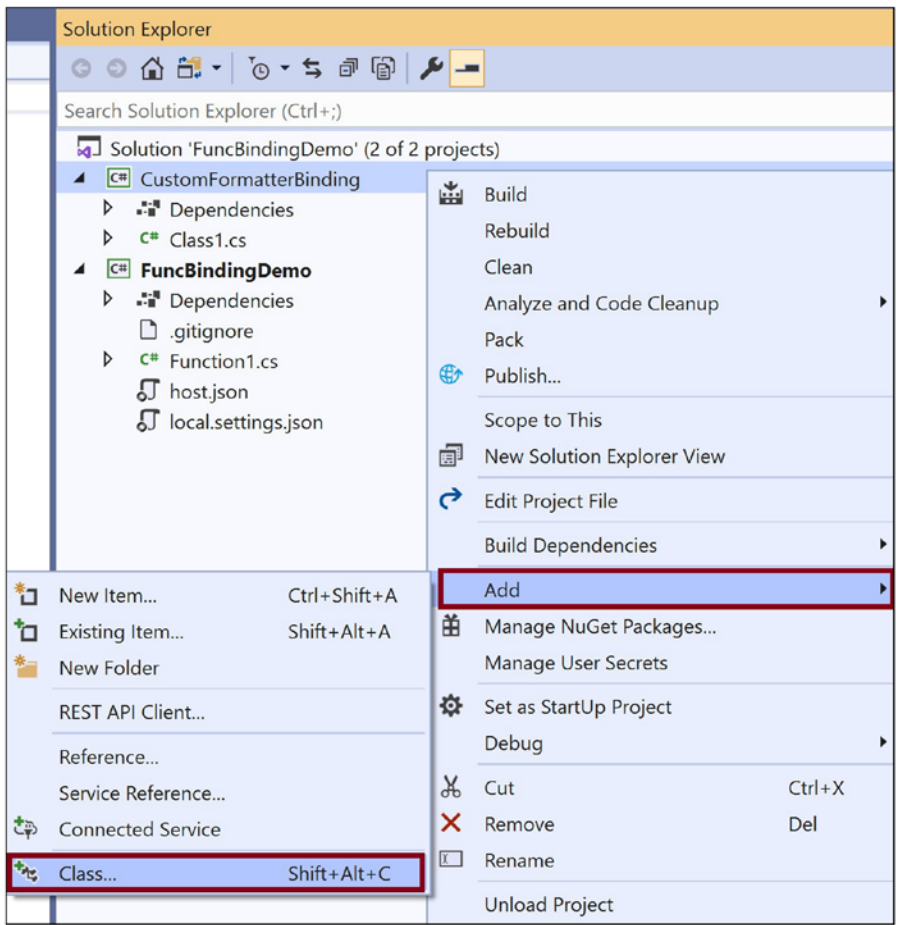 Solution Explorer
Search Solution Explorer (Ctrl+;)
Solution 'FuncBindingDemo' (2 of 2 projects)
C# CustomFormatterBinding
Dependencies
C# Class1.cs
C# FuncBindingDemo
Dependencies
.gitignore
C# Function1.cs
host.json
local.settings.json
Build
Rebuild
Clean
Analyze and Code Cleanup
Pack
Publish...
Scope to This
New Solution Explorer View
Edit Project File
Build Dependencies
Add
Manage NuGet Packages...
Manage User Secrets
Set as StartUp Project
Debug
Cut Ctrl+X
Remove Del
Rename
Unload Project
New Item... Ctrl+Shift+A
Existing Item... Shift+Alt+A
New Folder
REST API Client...
Reference...
Service Reference...
Connected Service
Class... Shift+Alt+C